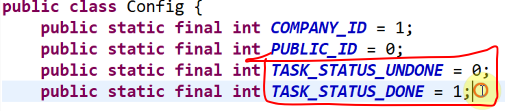 public class Config {
public static final int COMPANY_ID = 1;
public static final int PUBLIC_ID = 0;
public static final int TASK_STATUS_UNDONE = 0;
public static final int TASK_STATUS_DONE = 1;